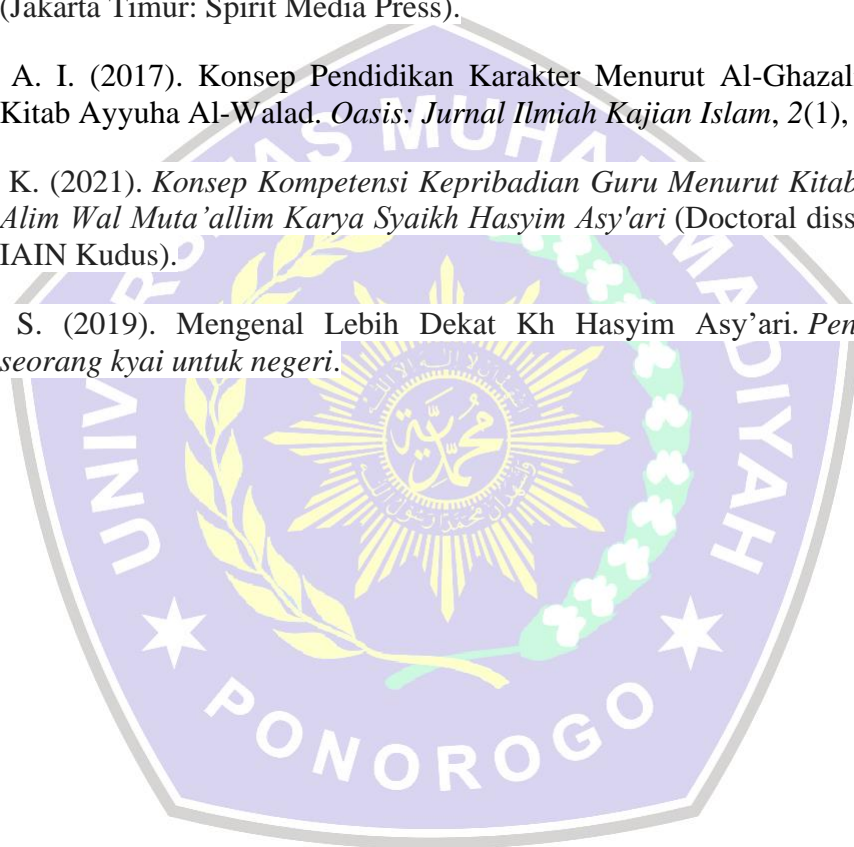 (Jakarta Timur: Spirit Media Press).
A. I. (2017). Konsep Pendidikan Karakter Menurut Al-Ghazal
Kitab Ayyuha Al-Walad. Oasis: Jurnal Ilmiah Kajian Islam, 2(1),
K. (2021). Konsep Kompetensi Kepribadian Guru Menurut Kitab
Alim Wal Muta’allim Karya Syaikh Hasyim Asy'ari (Doctoral diss
IAIN Kudus).
S. (2019). Mengenal Lebih Dekat Kh Hasyim Asy’ari. Pen
seorang kyai untuk negeri.
UNIVERSITAS MUHAMMADIYAH
محمدية
PONOROGO